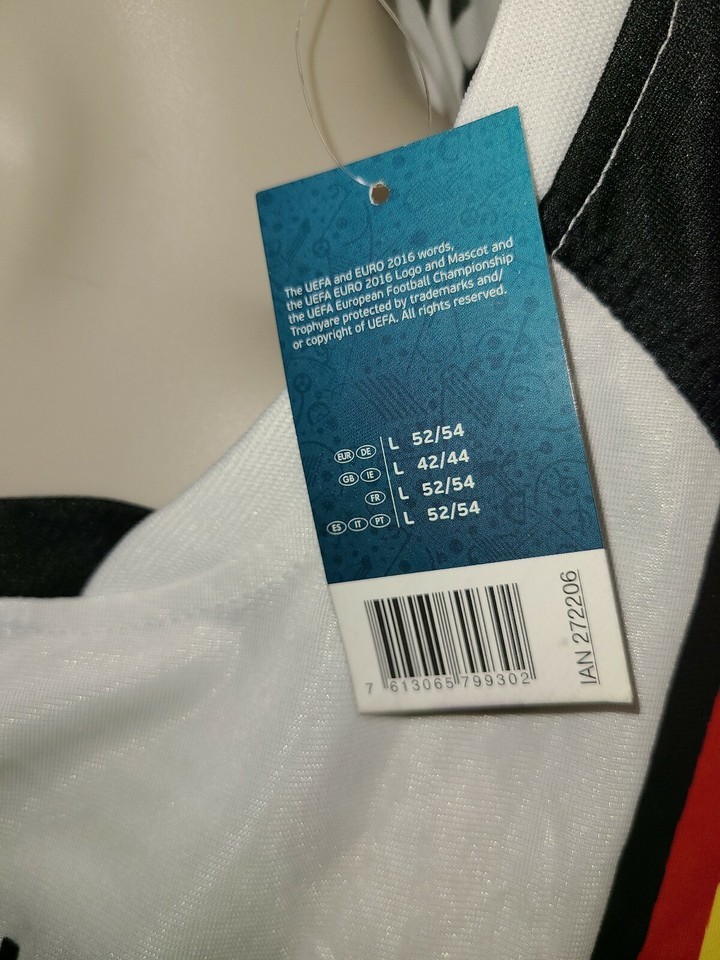 The UEFA and EURO 2016 words,
the UEFA EURO 2016 Logo and Mascot and
the UEFA European Football Championship
Trophyare protected by trademarks and/
or copyright of UEFA. All rights reserved.
EUR DE L 52/54
GB IE L 42/44
FR L 52/54
ES IT PT L 52/54
7 613065 799302
IAN 272206